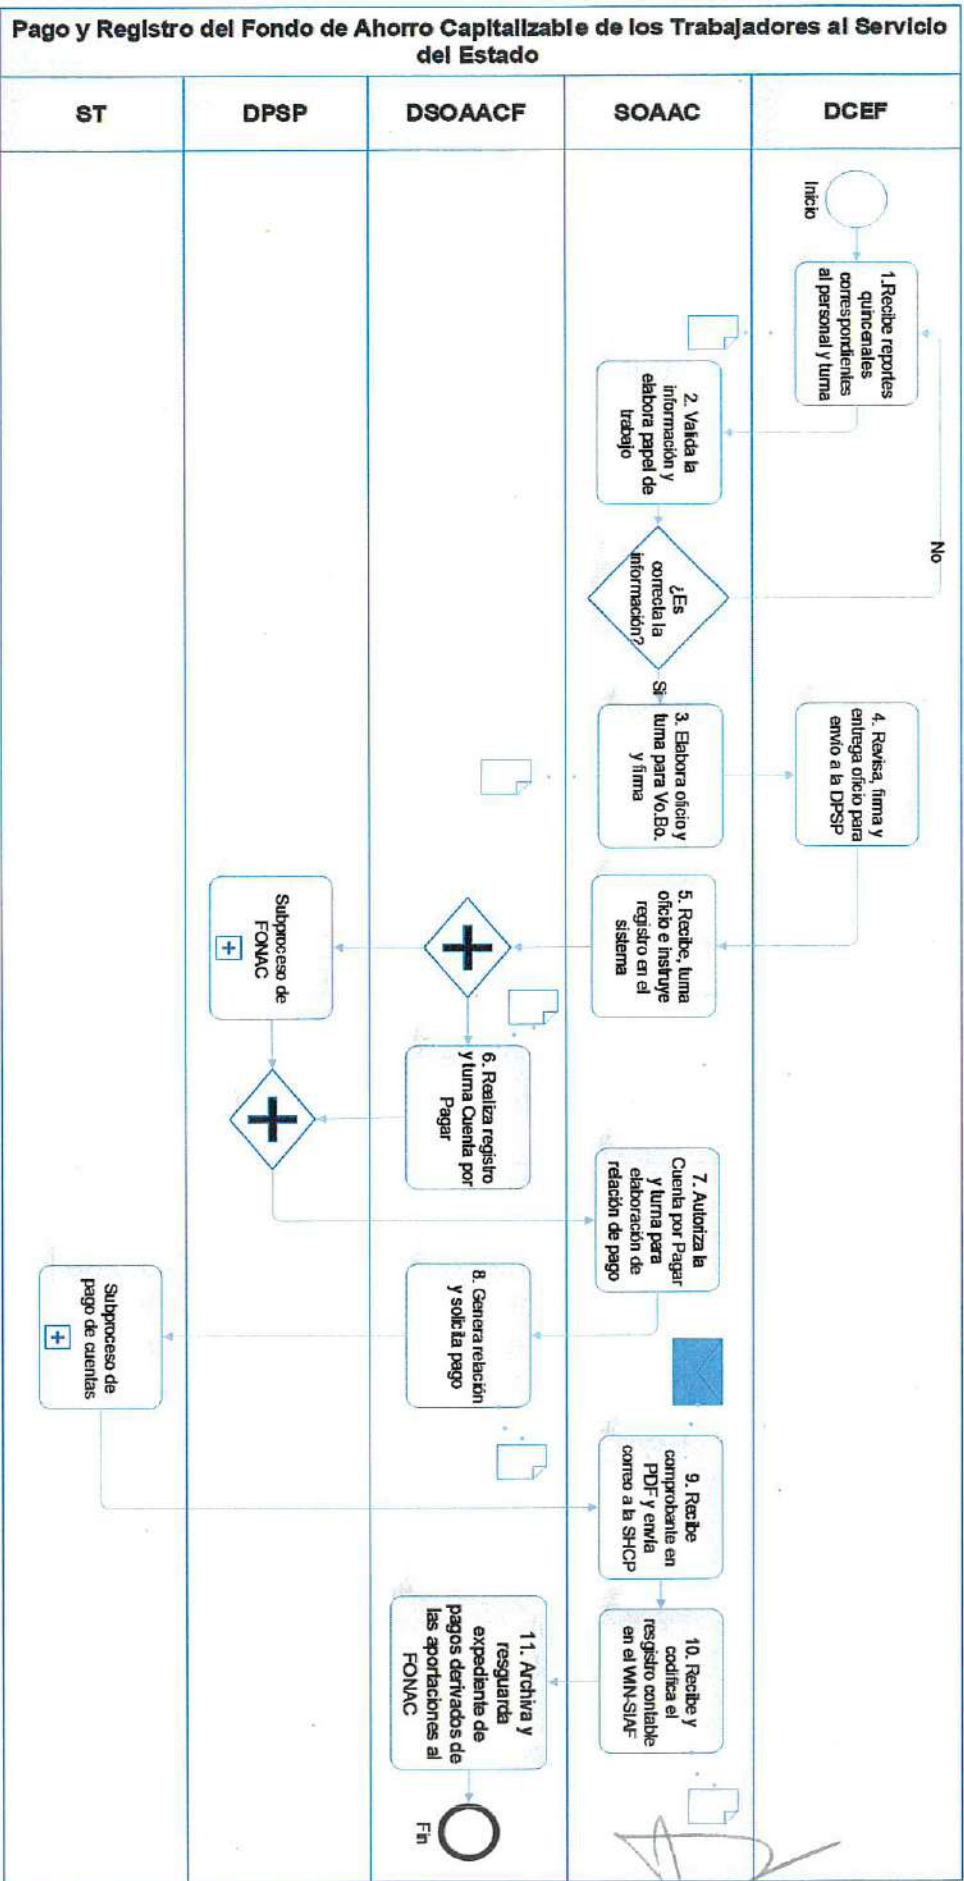 Pago y Registro del Fondo de Ahorro Capitalizable de los Trabajadores al Servicio
del Estado
ST
DPSP
DSOAACF
SOAAC
DCEF
Inicio
1.Recibe reportes
quincenales
correspondientes
al personal y turna
2. Valida la
información y
elabora papel de
trabajo
¿Es
correcta la
información?
No
Si
3. Elabora oficio y
turna para Vo.Bo.
y firma
4. Revisa, firma y
entrega oficio para
envío a la DPSP
5. Recibe, turna
oficio e instruye
registro en el
sistema
Subproceso de
FONAC
6. Realiza registro
y turna Cuenta por
Pagar
7. Autoriza la
Cuenta por Pagar
y turna para
elaboración de
relación de pago
8. Genera relación
y solicita pago
Subproceso de
pago de cuentas
9. Recibe
comprobante en
PDF y envía
correo a la SHCP
10. Recibe y
codifica el
resgistro contable
en el WIN-SIAF
11. Archiva y
resguarda
expediente de
pagos derivados de
las aportaciones al
FONAC
Fin